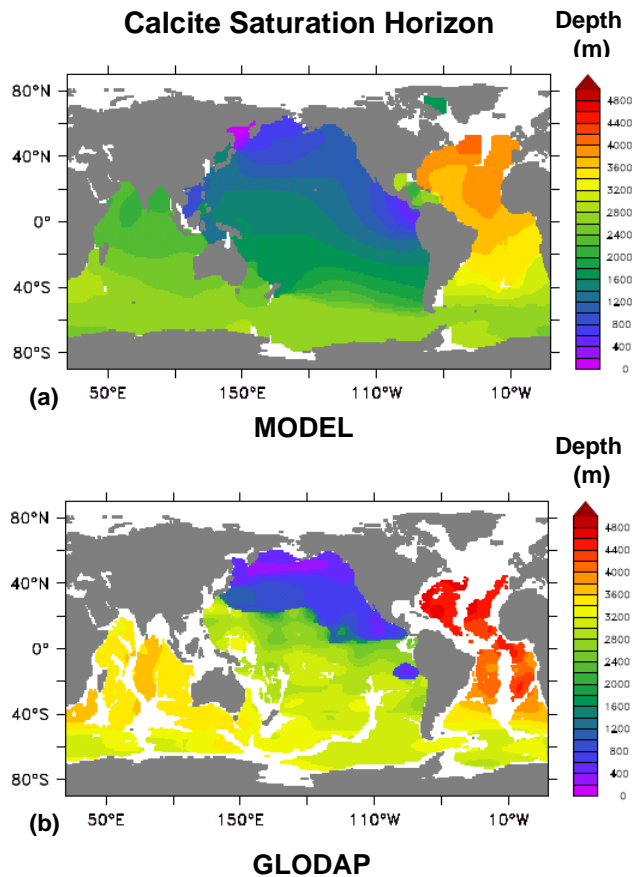 Calcite Saturation Horizon
Depth
(m)
80°N
40°N
0°
40°S
80°S
50°E
150°E
110°W
10°W
4800
4400
4000
3600
3200
2800
2400
2000
1600
1200
800
400
0
(a)
MODEL
Depth
(m)
80°N
40°N
0°
40°S
80°S
50°E
150°E
110°W
10°W
4800
4400
4000
3600
3200
2800
2400
2000
1600
1200
800
400
0
(b)
GLODAP